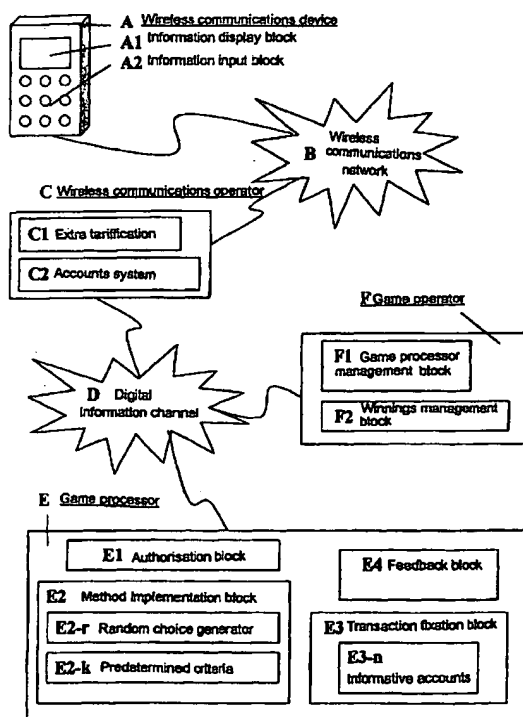 A Wireless communications device
A1 Information display block
A2 Information input block
B Wireless
communications
network
C Wireless communications operator
C1 Extra tariffication
C2 Accounts system
F Game operator
F1 Game processor
management block
F2 Winnings management
block
D Digital
information channel
E Game processor
E1 Authorisation block
E4 Feedback block
E2 Method implementation block
E2-r Random choice generator
E2-k Predetermined criteria
E3 Transaction fixation block
E3-n
Informative accounts